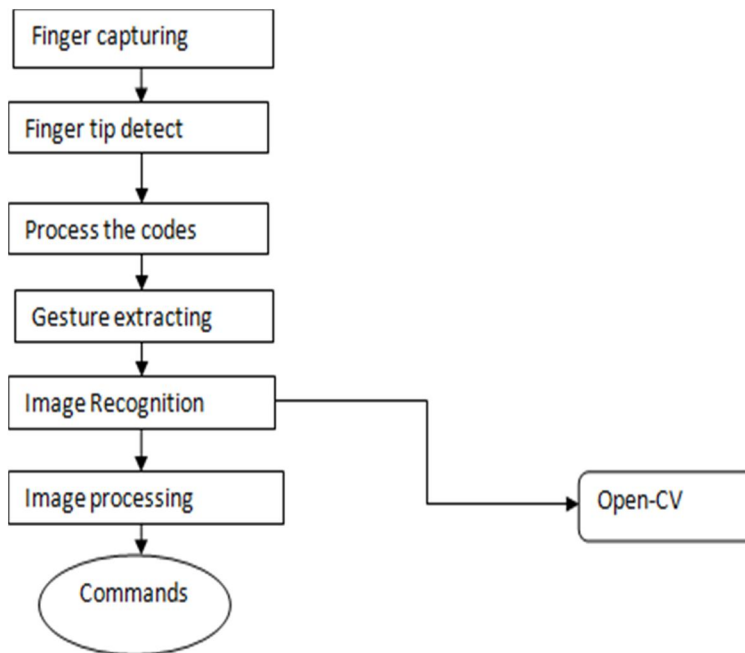 Finger capturing
Finger tip detect
Process the codes
Gesture extracting
Image Recognition
Image processing
Open-CV
Commands